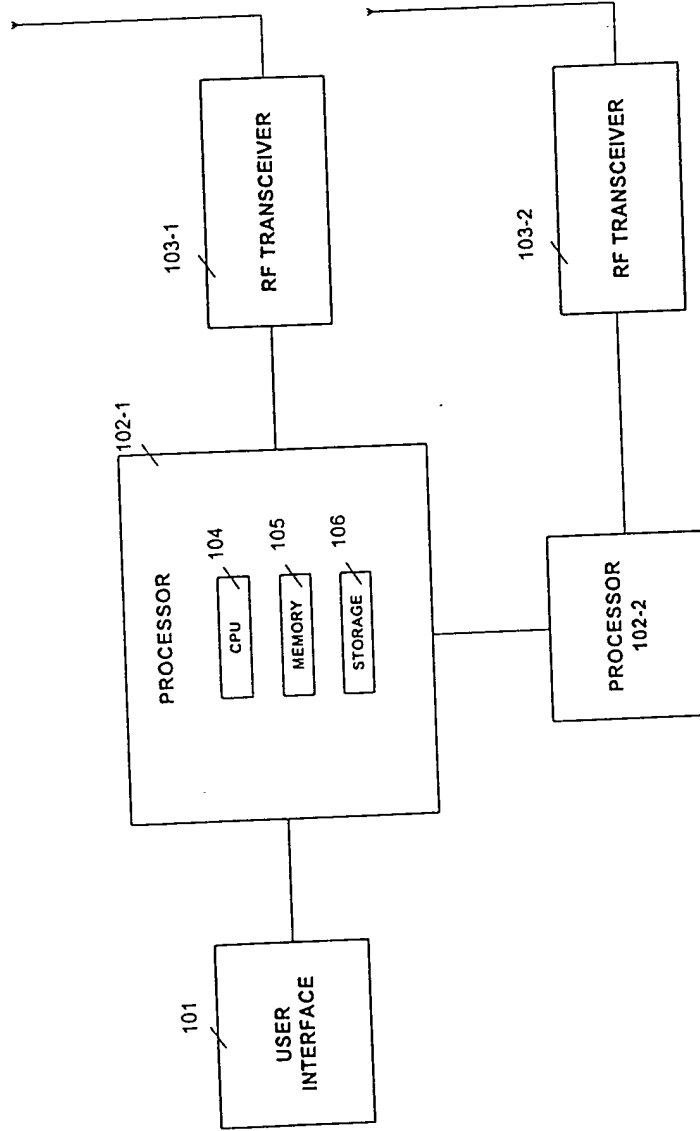 101
USER
INTERFACE
102-1
PROCESSOR
104
CPU
105
MEMORY
106
STORAGE
PROCESSOR
102-2
103-1
RF TRANSCEIVER
103-2
RF TRANSCEIVER